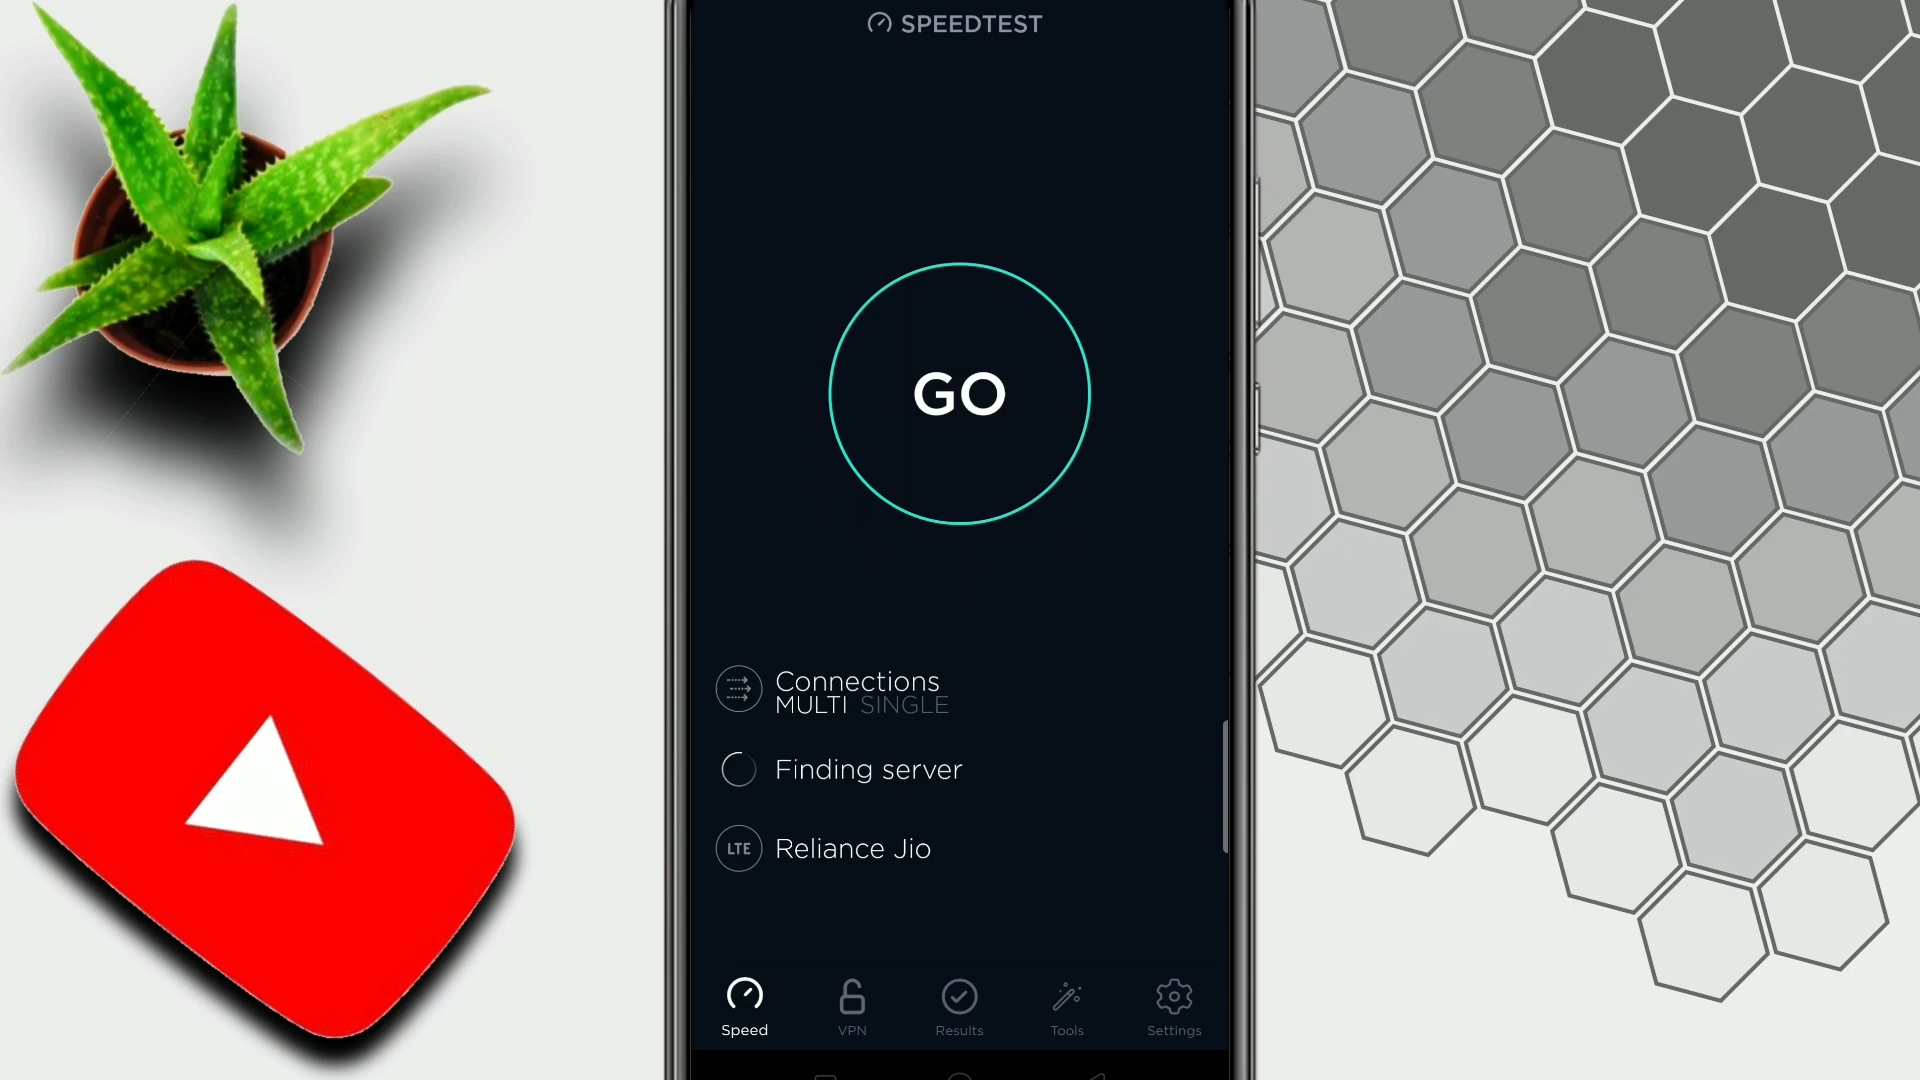 SPEEDTEST
GO
Connections
MULTI SINGLE
Finding server
LTE Reliance Jio
Speed VPN Results Tools Settings